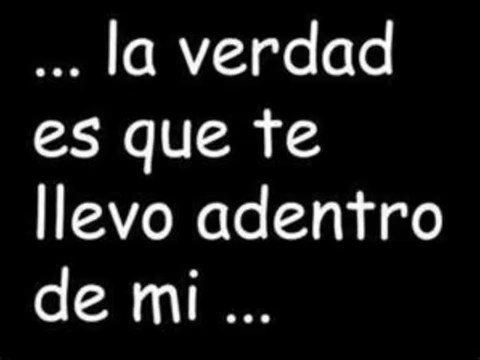 ... la verdad
es que te
llevo adentro
de mi ...